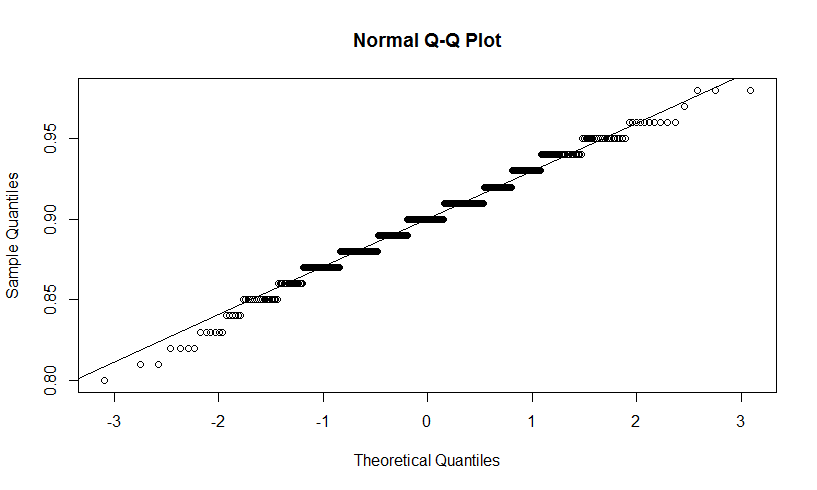 Normal Q-Q Plot
Sample Quantiles
0.95
0.90
0.85
0.80
-3 -2 -1 0 1 2 3
Theoretical Quantiles